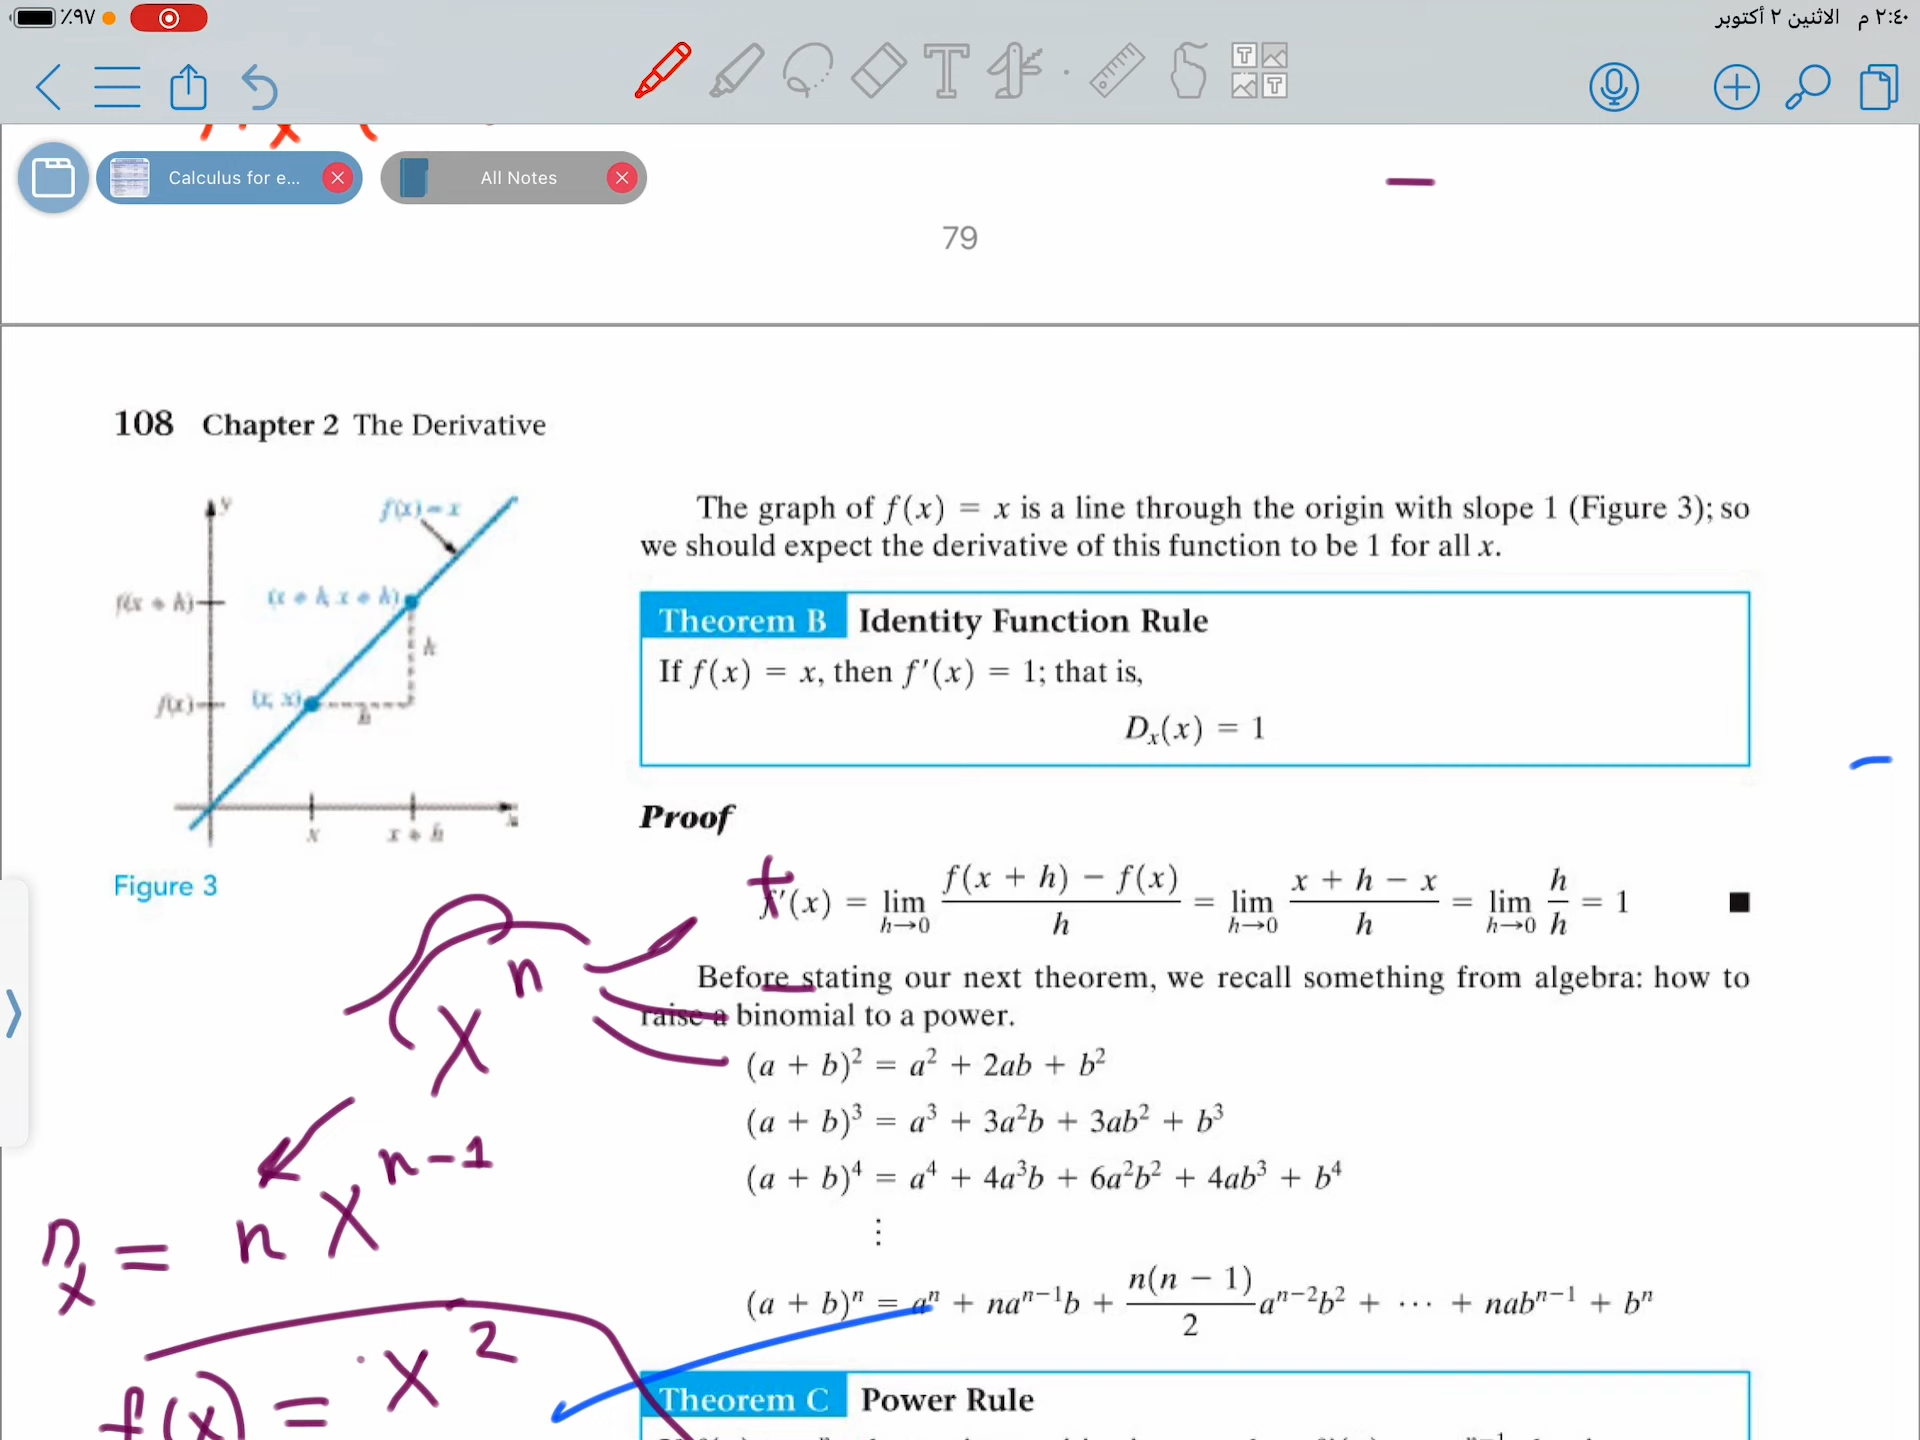 ٪٩٧
٢:٤٠ م الاثنين ٢ أكتوبر
Calculus for e...
All Notes
79
108 Chapter 2 The Derivative
y
f(x) = x
f(x + h)
(x + h, x + h)
h
f(x)
(x, x)
h
x
x + h
x
Figure 3
The graph of f(x) = x is a line through the origin with slope 1 (Figure 3); so
we should expect the derivative of this function to be 1 for all x.
Theorem B Identity Function Rule
If f(x) = x, then f′(x) = 1; that is,
Dₓ(x) = 1
Proof
f′(x) = lim h→0 (f(x + h) − f(x))/h = lim h→0 (x + h − x)/h = lim h→0 h/h = 1 ■
Before stating our next theorem, we recall something from algebra: how to
raise a binomial to a power.
(a + b)² = a² + 2ab + b²
(a + b)³ = a³ + 3a²b + 3ab² + b³
(a + b)⁴ = a⁴ + 4a³b + 6a²b² + 4ab³ + b⁴
⋮
(a + b)ⁿ = aⁿ + naⁿ⁻¹b + n(n − 1)/2 aⁿ⁻²b² + ⋯ + nabⁿ⁻¹ + bⁿ
Theorem C Power Rule
xⁿ
= n xⁿ⁻¹
f(x) = x²